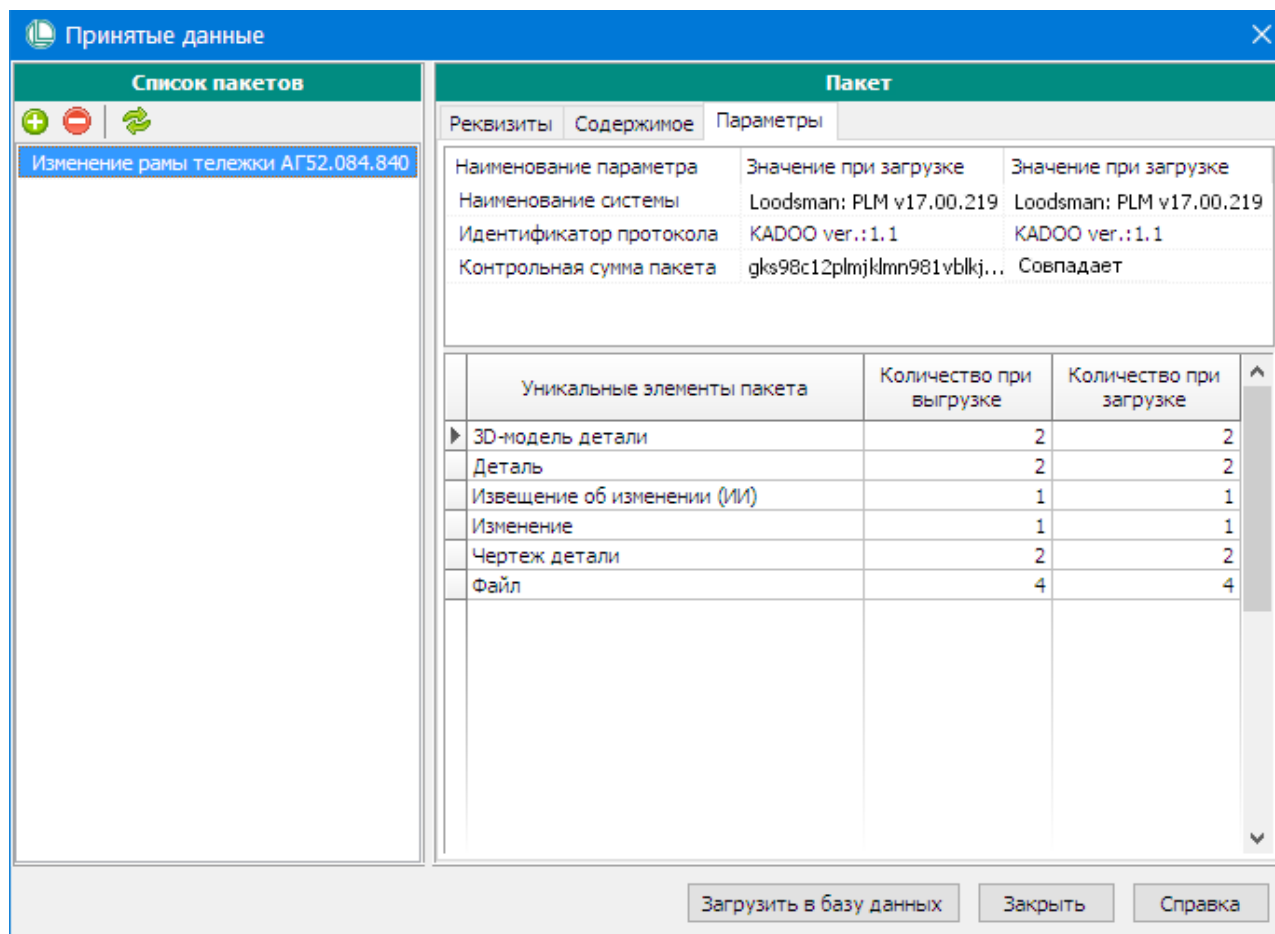 Принятые данные
Список пакетов
Пакет
Реквизиты Содержимое Параметры
Изменение рамы тележки АГ52.084.840
Наименование параметра Значение при загрузке Значение при загрузке
Наименование системы Loodsman: PLM v17.00.219 Loodsman: PLM v17.00.219
Идентификатор протокола KADOO ver.:1.1 KADOO ver.:1.1
Контрольная сумма пакета gks98c12plmjklmn981vblkj... Совпадает
Уникальные элементы пакета
Количество при
выгрузке
Количество при
загрузке
3D-модель детали 2 2
Деталь 2 2
Извещение об изменении (ИИ) 1 1
Изменение 1 1
Чертеж детали 2 2
Файл 4 4
Загрузить в базу данных Закрыть Справка